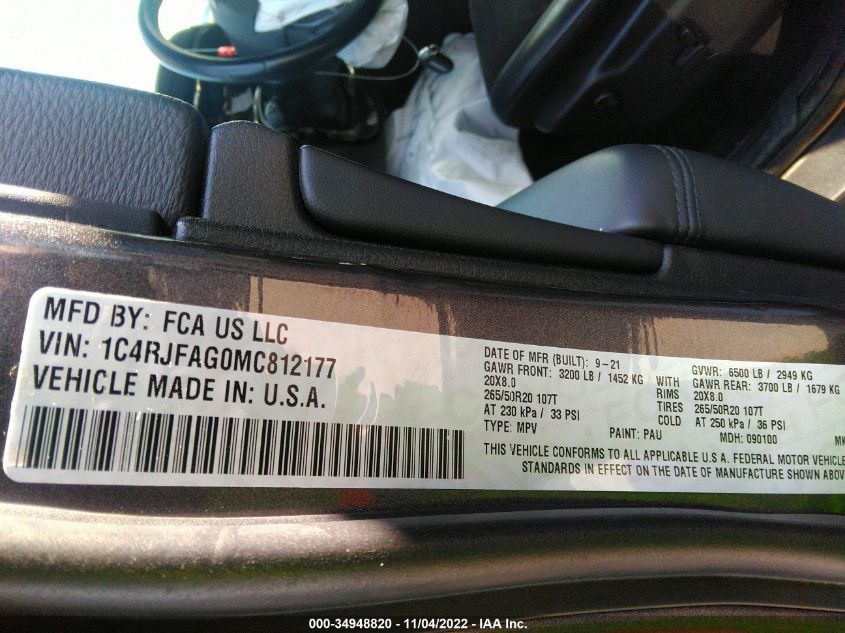 MFD BY: FCA US LLC
VIN: 1C4RJFAG0MC812177
VEHICLE MADE IN: U.S.A.
DATE OF MFR (BUILT): 9-21 GVWR: 6500 LB / 2949 KG
GAWR FRONT: 3200 LB / 1452 KG WITH GAWR REAR: 3700 LB / 1679 KG
20X8.0 RIMS 20X8.0
265/50R20 107T TIRES 265/50R20 107T
AT 230 kPa / 33 PSI COLD AT 250 kPa / 36 PSI
TYPE: MPV PAINT: PAU MDH: 090100
THIS VEHICLE CONFORMS TO ALL APPLICABLE U.S.A. FEDERAL MOTOR VEHICLE
STANDARDS IN EFFECT ON THE DATE OF MANUFACTURE SHOWN ABOV
000-34948820 - 11/04/2022 - IAA Inc.